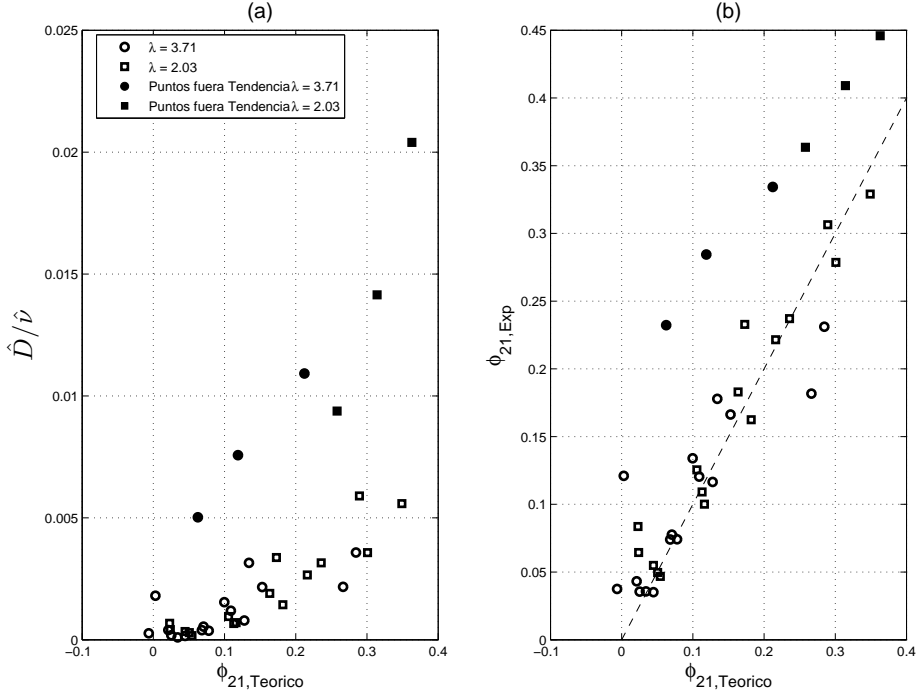 (a)
0.025
0.02
0.015
0.01
0.005
0
−0.1
0
0.1
0.2
0.3
0.4
D̂/ν̂
ϕ21,Teorico
λ = 3.71
λ = 2.03
Puntos fuera Tendencia λ = 3.71
Puntos fuera Tendencia λ = 2.03
(b)
0.45
0.4
0.35
0.3
0.25
0.2
0.15
0.1
0.05
0
−0.1
0
0.1
0.2
0.3
0.4
ϕ21,Exp
ϕ21,Teorico